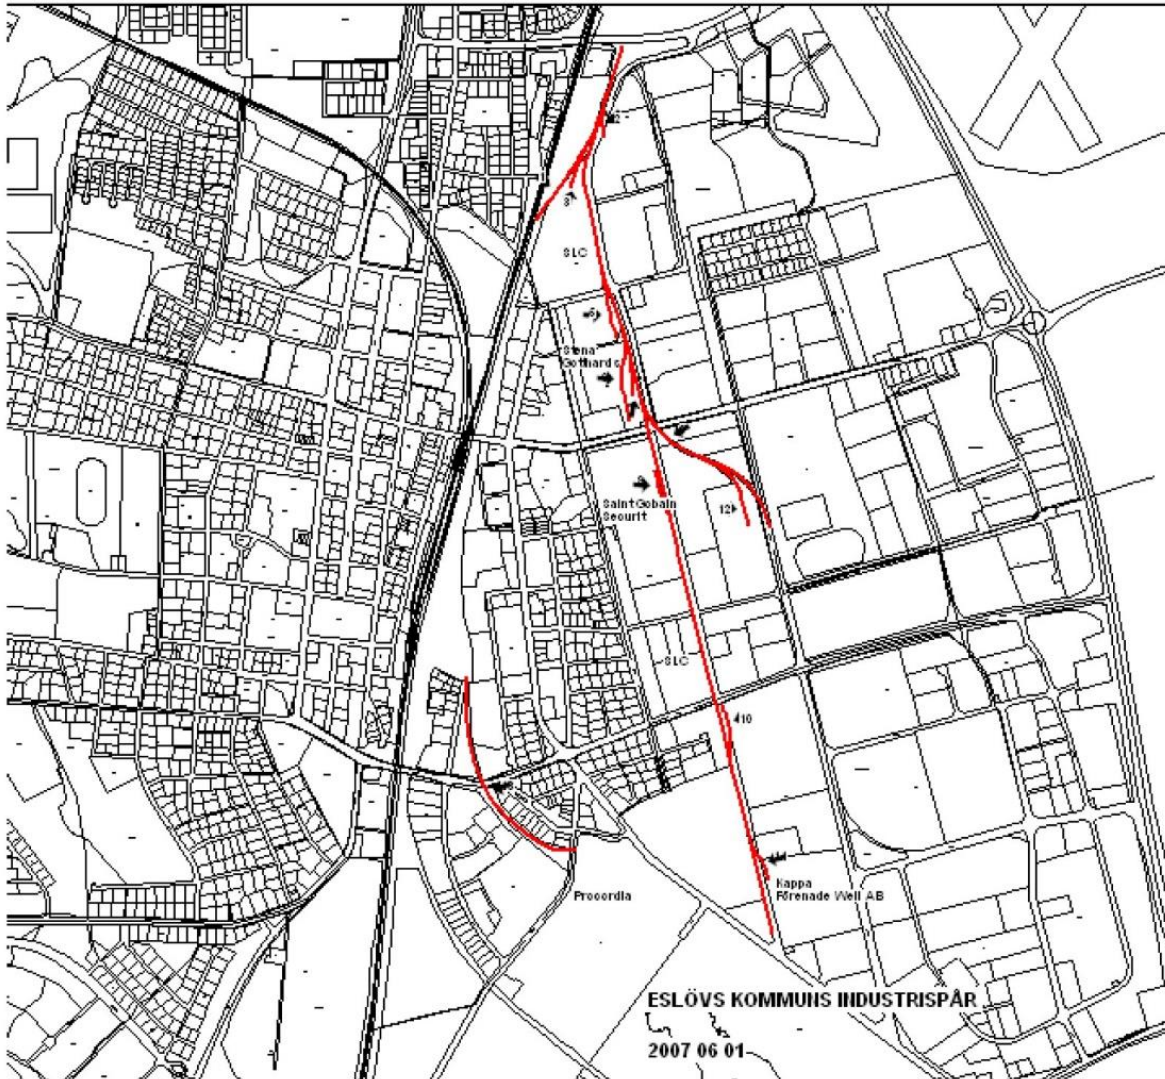 SLC
Stena
Gotthards
Saint Gobain
Securit
12
SLC
10
Kappa
Förenade Well AB
Procordia
ESLÖVS KOMMUNS INDUSTRISPÅR
2007 06 01